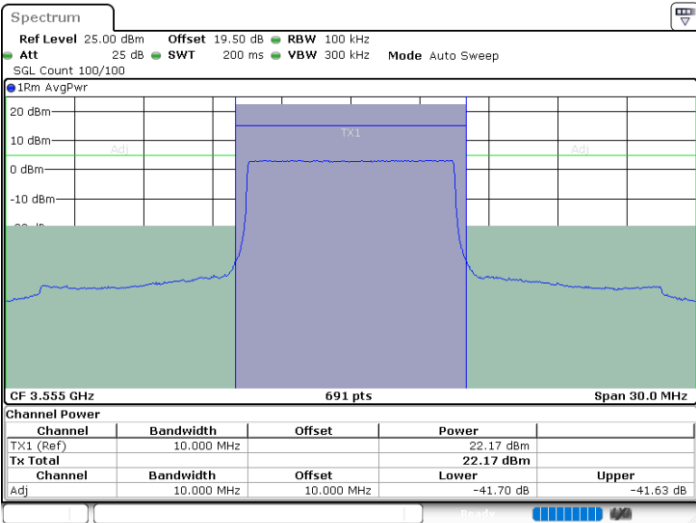 Spectrum
Ref Level 25.00 dBm Offset 19.50 dB RBW 100 kHz
Att 25 dB SWT 200 ms VBW 300 kHz Mode Auto Sweep
SGL Count 100/100
1Rm AvgPwr
20 dBm
TX1
10 dBm
Adj Adj
0 dBm
-10 dBm
CF 3.555 GHz 691 pts Span 30.0 MHz
Channel Power
Channel Bandwidth Offset Power
TX1 (Ref) 10.000 MHz 22.17 dBm
Tx Total 22.17 dBm
Channel Bandwidth Offset Lower Upper
Adj 10.000 MHz 10.000 MHz -41.70 dB -41.63 dB
Ready